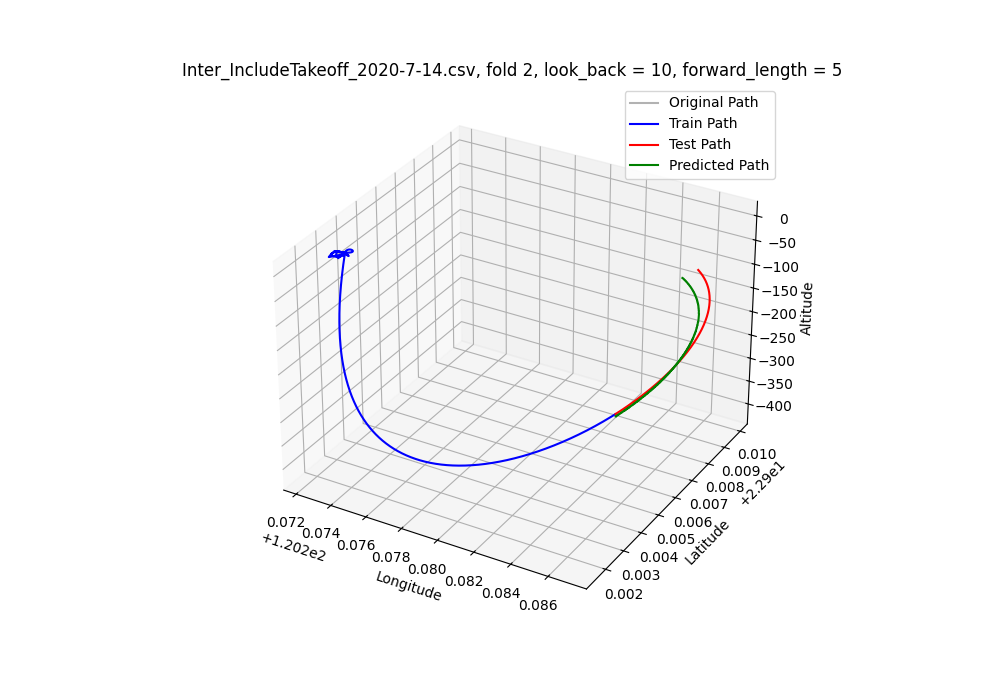 Inter_IncludeTakeoff_2020-7-14.csv, fold 2, look_back = 10, forward_length = 5
Original Path
Train Path
Test Path
Predicted Path
0
−50
−100
−150
−200
−250
−300
−350
−400
Altitude
0.010
0.009
0.008
0.007
0.006
0.005
0.004
0.003
0.002
+2.29e1
Latitude
0.072
0.074
0.076
0.078
0.080
0.082
0.084
0.086
+1.202e2
Longitude